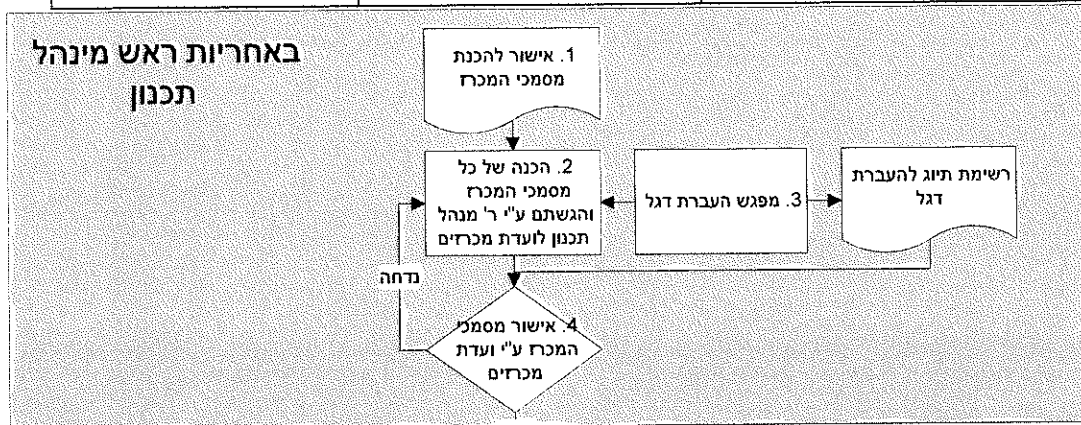 באחריות ראש מינהל
תכנון
1. אישור להכנת
מסמכי המכרז
2. הכנה של כל
מסמכי המכרז
והגשתם ע"י ר' מנהל
תכנון לועדת מכרזים
3. מפגש העברת דגל
רשימת תיוג להעברת
דגל
נדחה
4. אישור מסמכי
המכרז ע"י ועדת
מכרזים